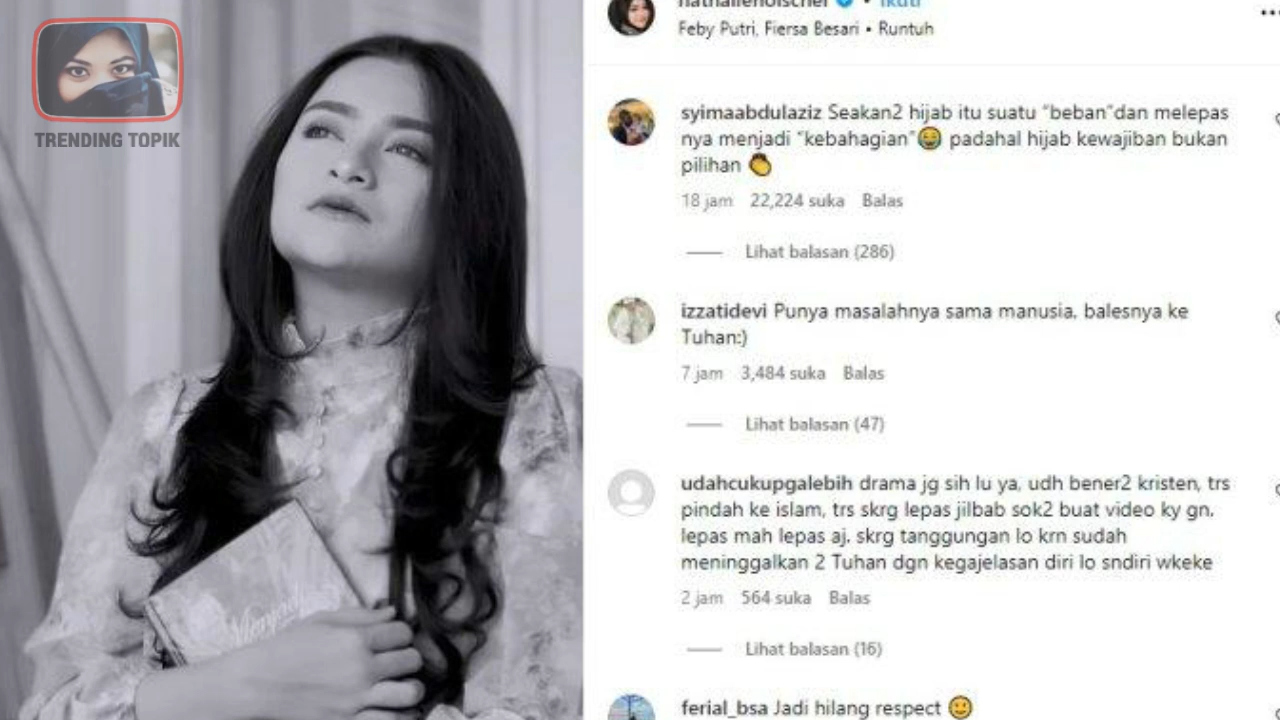 TRENDING TOPIK
nathalieholscher • Ikuti
Feby Putri, Fiersa Besari • Runtuh
syimaabdulaziz Seakan2 hijab itu suatu "beban"dan melepas
nya menjadi "kebahagian"😂 padahal hijab kewajiban bukan
pilihan 👏
18 jam 22,224 suka Balas
Lihat balasan (286)
izzatidevi Punya masalahnya sama manusia, balesnya ke
Tuhan:)
7 jam 3,484 suka Balas
Lihat balasan (47)
udahcukupgalebih drama jg sih lu ya, udh bener2 kristen, trs
pindah ke islam, trs skrg lepas jilbab sok2 buat video ky gn.
lepas mah lepas aj. skrg tanggungan lo krn sudah
meninggalkan 2 Tuhan dgn kegajelasan diri lo sndiri wkeke
2 jam 564 suka Balas
Lihat balasan (16)
ferial_bsa Jadi hilang respect 🙂